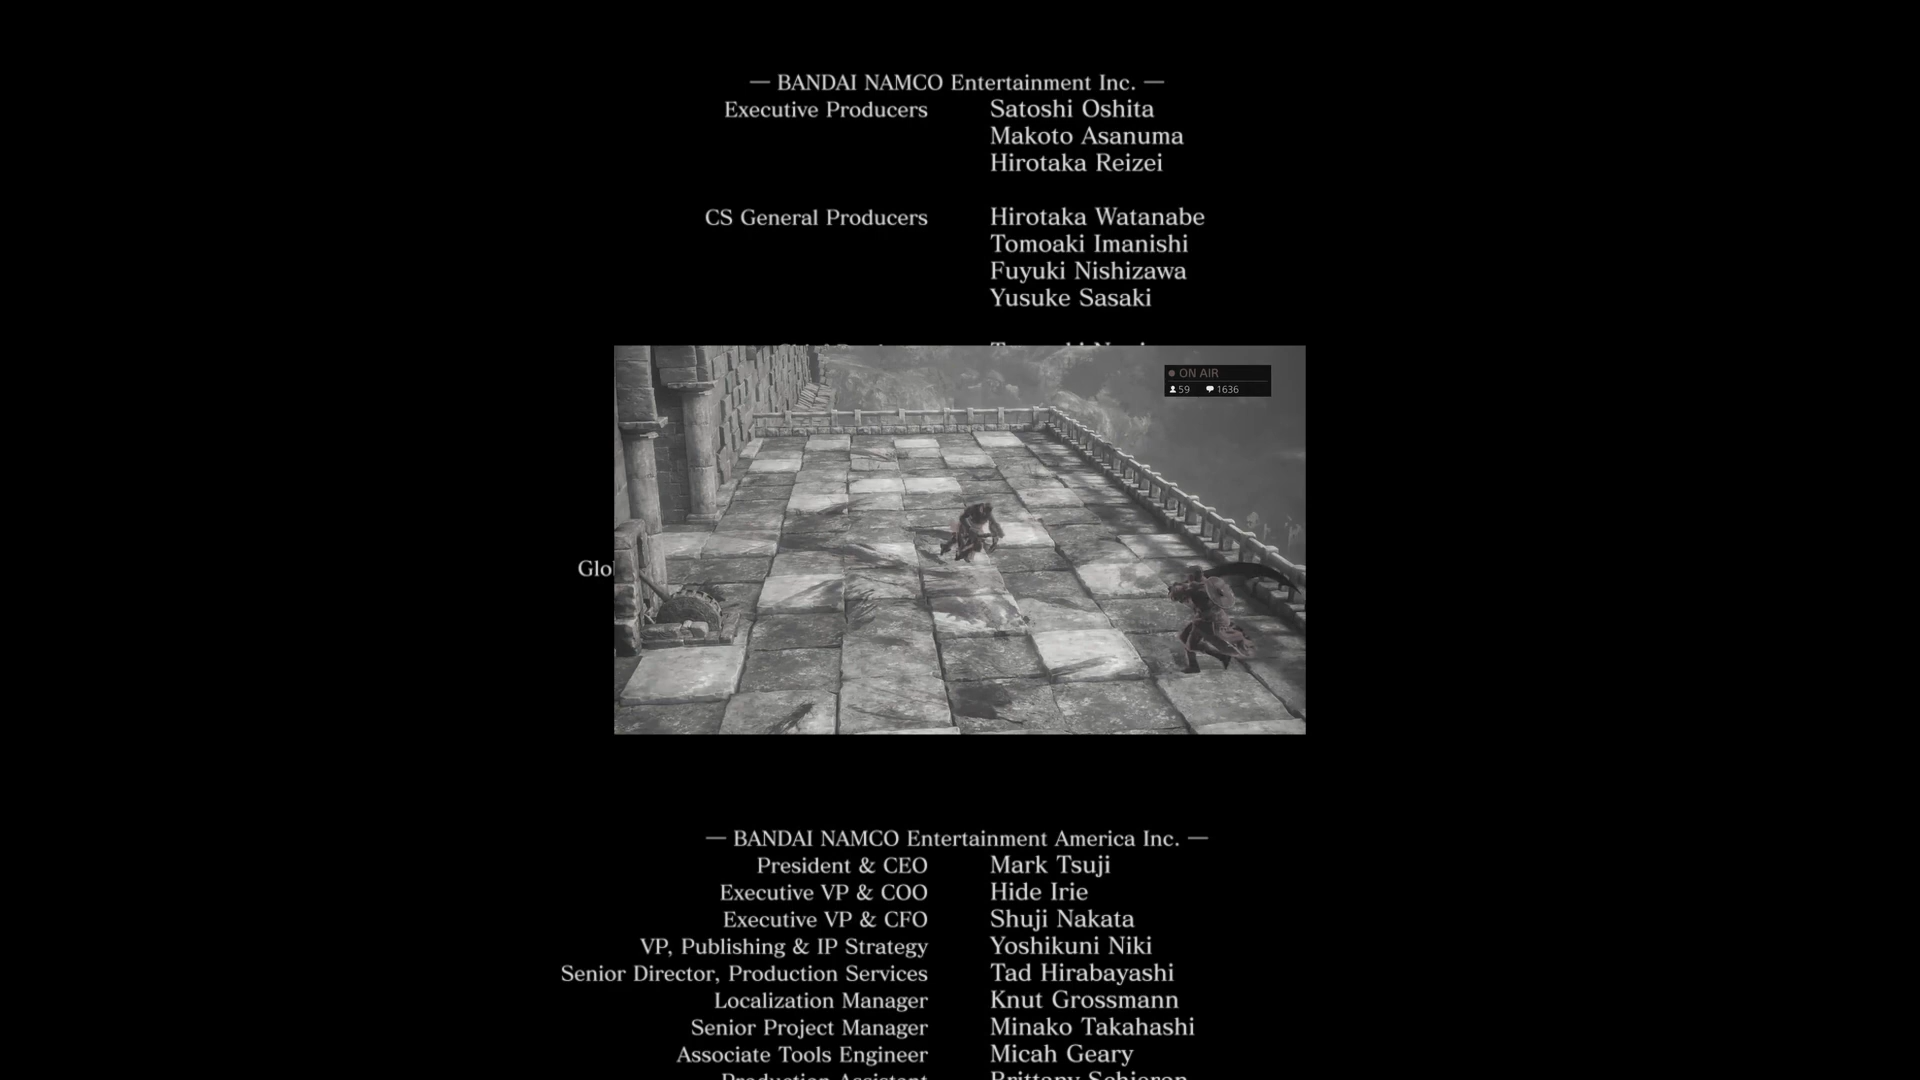 — BANDAI NAMCO Entertainment Inc. —
Executive Producers Satoshi Oshita
Makoto Asanuma
Hirotaka Reizei
CS General Producers Hirotaka Watanabe
Tomoaki Imanishi
Fuyuki Nishizawa
Yusuke Sasaki
ON AIR
59 1636
— BANDAI NAMCO Entertainment America Inc. —
President & CEO Mark Tsuji
Executive VP & COO Hide Irie
Executive VP & CFO Shuji Nakata
VP, Publishing & IP Strategy Yoshikuni Niki
Senior Director, Production Services Tad Hirabayashi
Localization Manager Knut Grossmann
Senior Project Manager Minako Takahashi
Associate Tools Engineer Micah Geary
Production Assistant